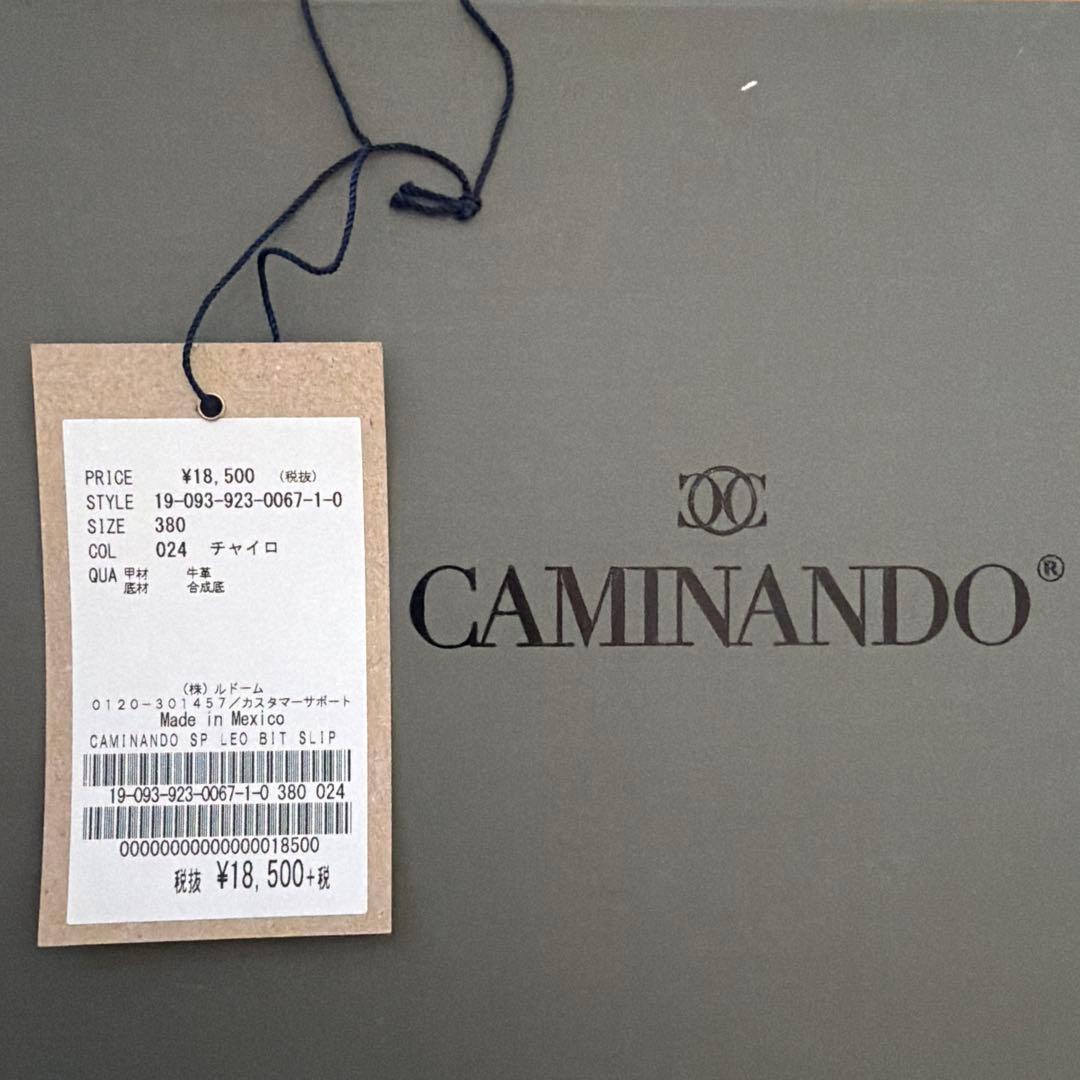 PRICE ¥18,500 (税抜)
STYLE 19-093-923-0067-1-0
SIZE 380
COL 024 チャイロ
QUA 甲材 牛革
底材 合成底
(株)ルドーム
0120-301457/カスタマーサポート
Made in Mexico
CAMINANDO SP LEO BIT SLIP
19-093-923-0067-1-0 380 024
00000000000000018500
税抜 ¥18,500+税
CAMINANDO®